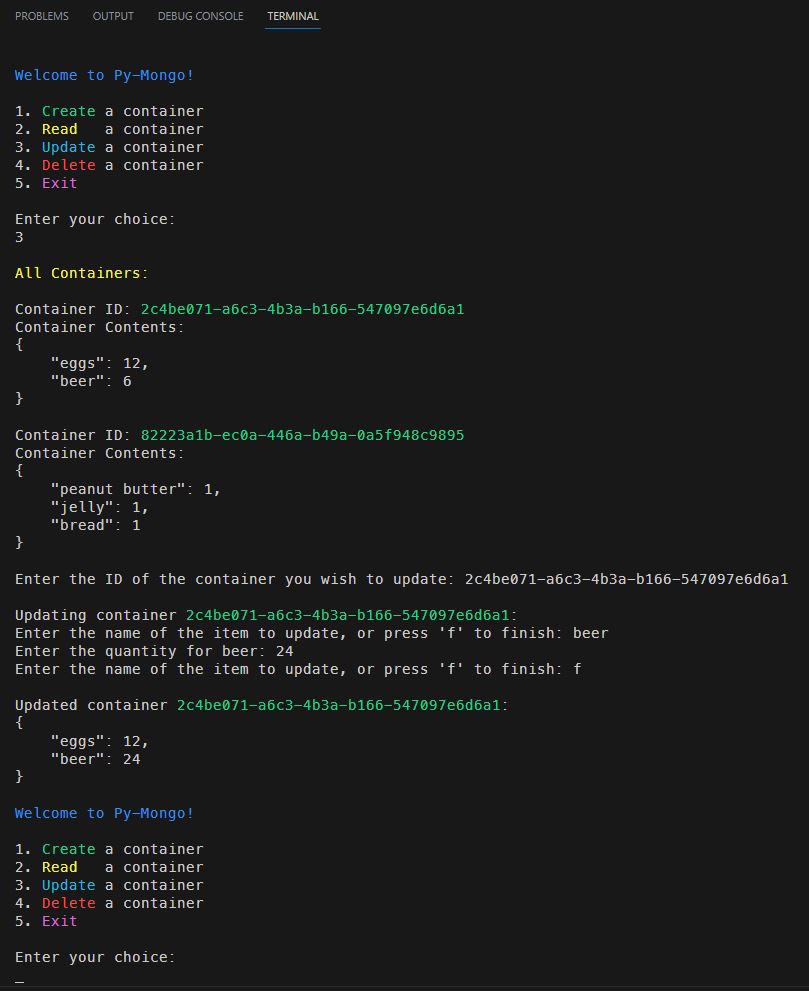 PROBLEMS OUTPUT DEBUG CONSOLE TERMINAL
Welcome to Py-Mongo!
1. Create a container
2. Read   a container
3. Update a container
4. Delete a container
5. Exit
Enter your choice:
3
All Containers:
Container ID: 2c4be071-a6c3-4b3a-b166-547097e6d6a1
Container Contents:
{
    "eggs": 12,
    "beer": 6
}
Container ID: 82223a1b-ec0a-446a-b49a-0a5f948c9895
Container Contents:
{
    "peanut butter": 1,
    "jelly": 1,
    "bread": 1
}
Enter the ID of the container you wish to update: 2c4be071-a6c3-4b3a-b166-547097e6d6a1
Updating container 2c4be071-a6c3-4b3a-b166-547097e6d6a1:
Enter the name of the item to update, or press 'f' to finish: beer
Enter the quantity for beer: 24
Enter the name of the item to update, or press 'f' to finish: f
Updated container 2c4be071-a6c3-4b3a-b166-547097e6d6a1:
{
    "eggs": 12,
    "beer": 24
}
Welcome to Py-Mongo!
1. Create a container
2. Read   a container
3. Update a container
4. Delete a container
5. Exit
Enter your choice: